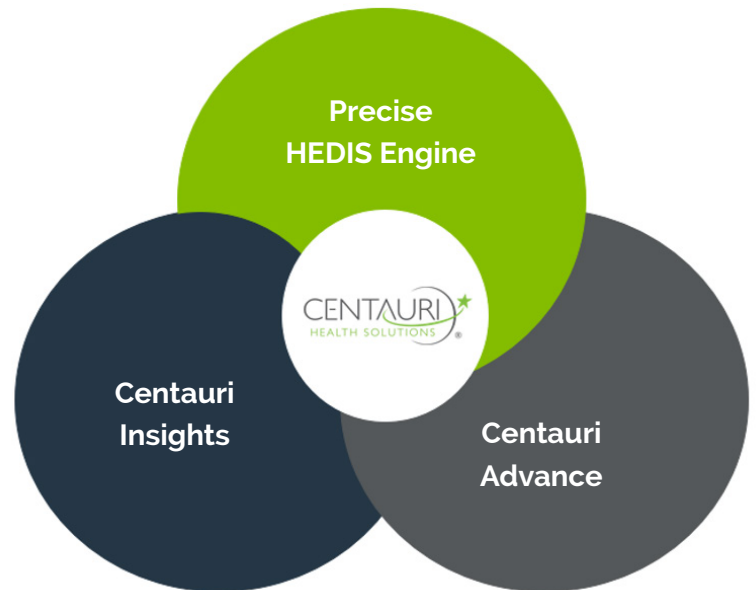 Precise
HEDIS Engine
CENTAURI
HEALTH SOLUTIONS
®
Centauri
Insights
Centauri
Advance